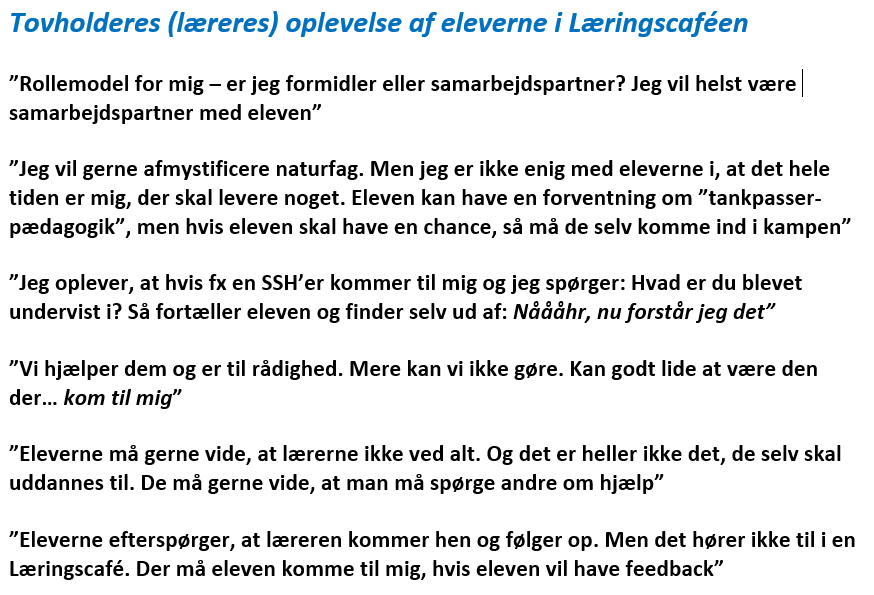 Tovholderes (læreres) oplevelse af eleverne i Læringscaféen
”Rollemodel for mig – er jeg formidler eller samarbejdspartner? Jeg vil helst være
samarbejdspartner med eleven”
”Jeg vil gerne afmystificere naturfag. Men jeg er ikke enig med eleverne i, at det hele
tiden er mig, der skal levere noget. Eleven kan have en forventning om ”tankpasser-
pædagogik”, men hvis eleven skal have en chance, så må de selv komme ind i kampen”
”Jeg oplever, at hvis fx en SSH’er kommer til mig og jeg spørger: Hvad er du blevet
undervist i? Så fortæller eleven og finder selv ud af: Nåååhr, nu forstår jeg det”
”Vi hjælper dem og er til rådighed. Mere kan vi ikke gøre. Kan godt lide at være den
der… kom til mig”
”Eleverne må gerne vide, at lærerne ikke ved alt. Og det er heller ikke det, de selv skal
uddannes til. De må gerne vide, at man må spørge andre om hjælp”
”Eleverne efterspørger, at læreren kommer hen og følger op. Men det hører ikke til i en
Læringscafé. Der må eleven komme til mig, hvis eleven vil have feedback”